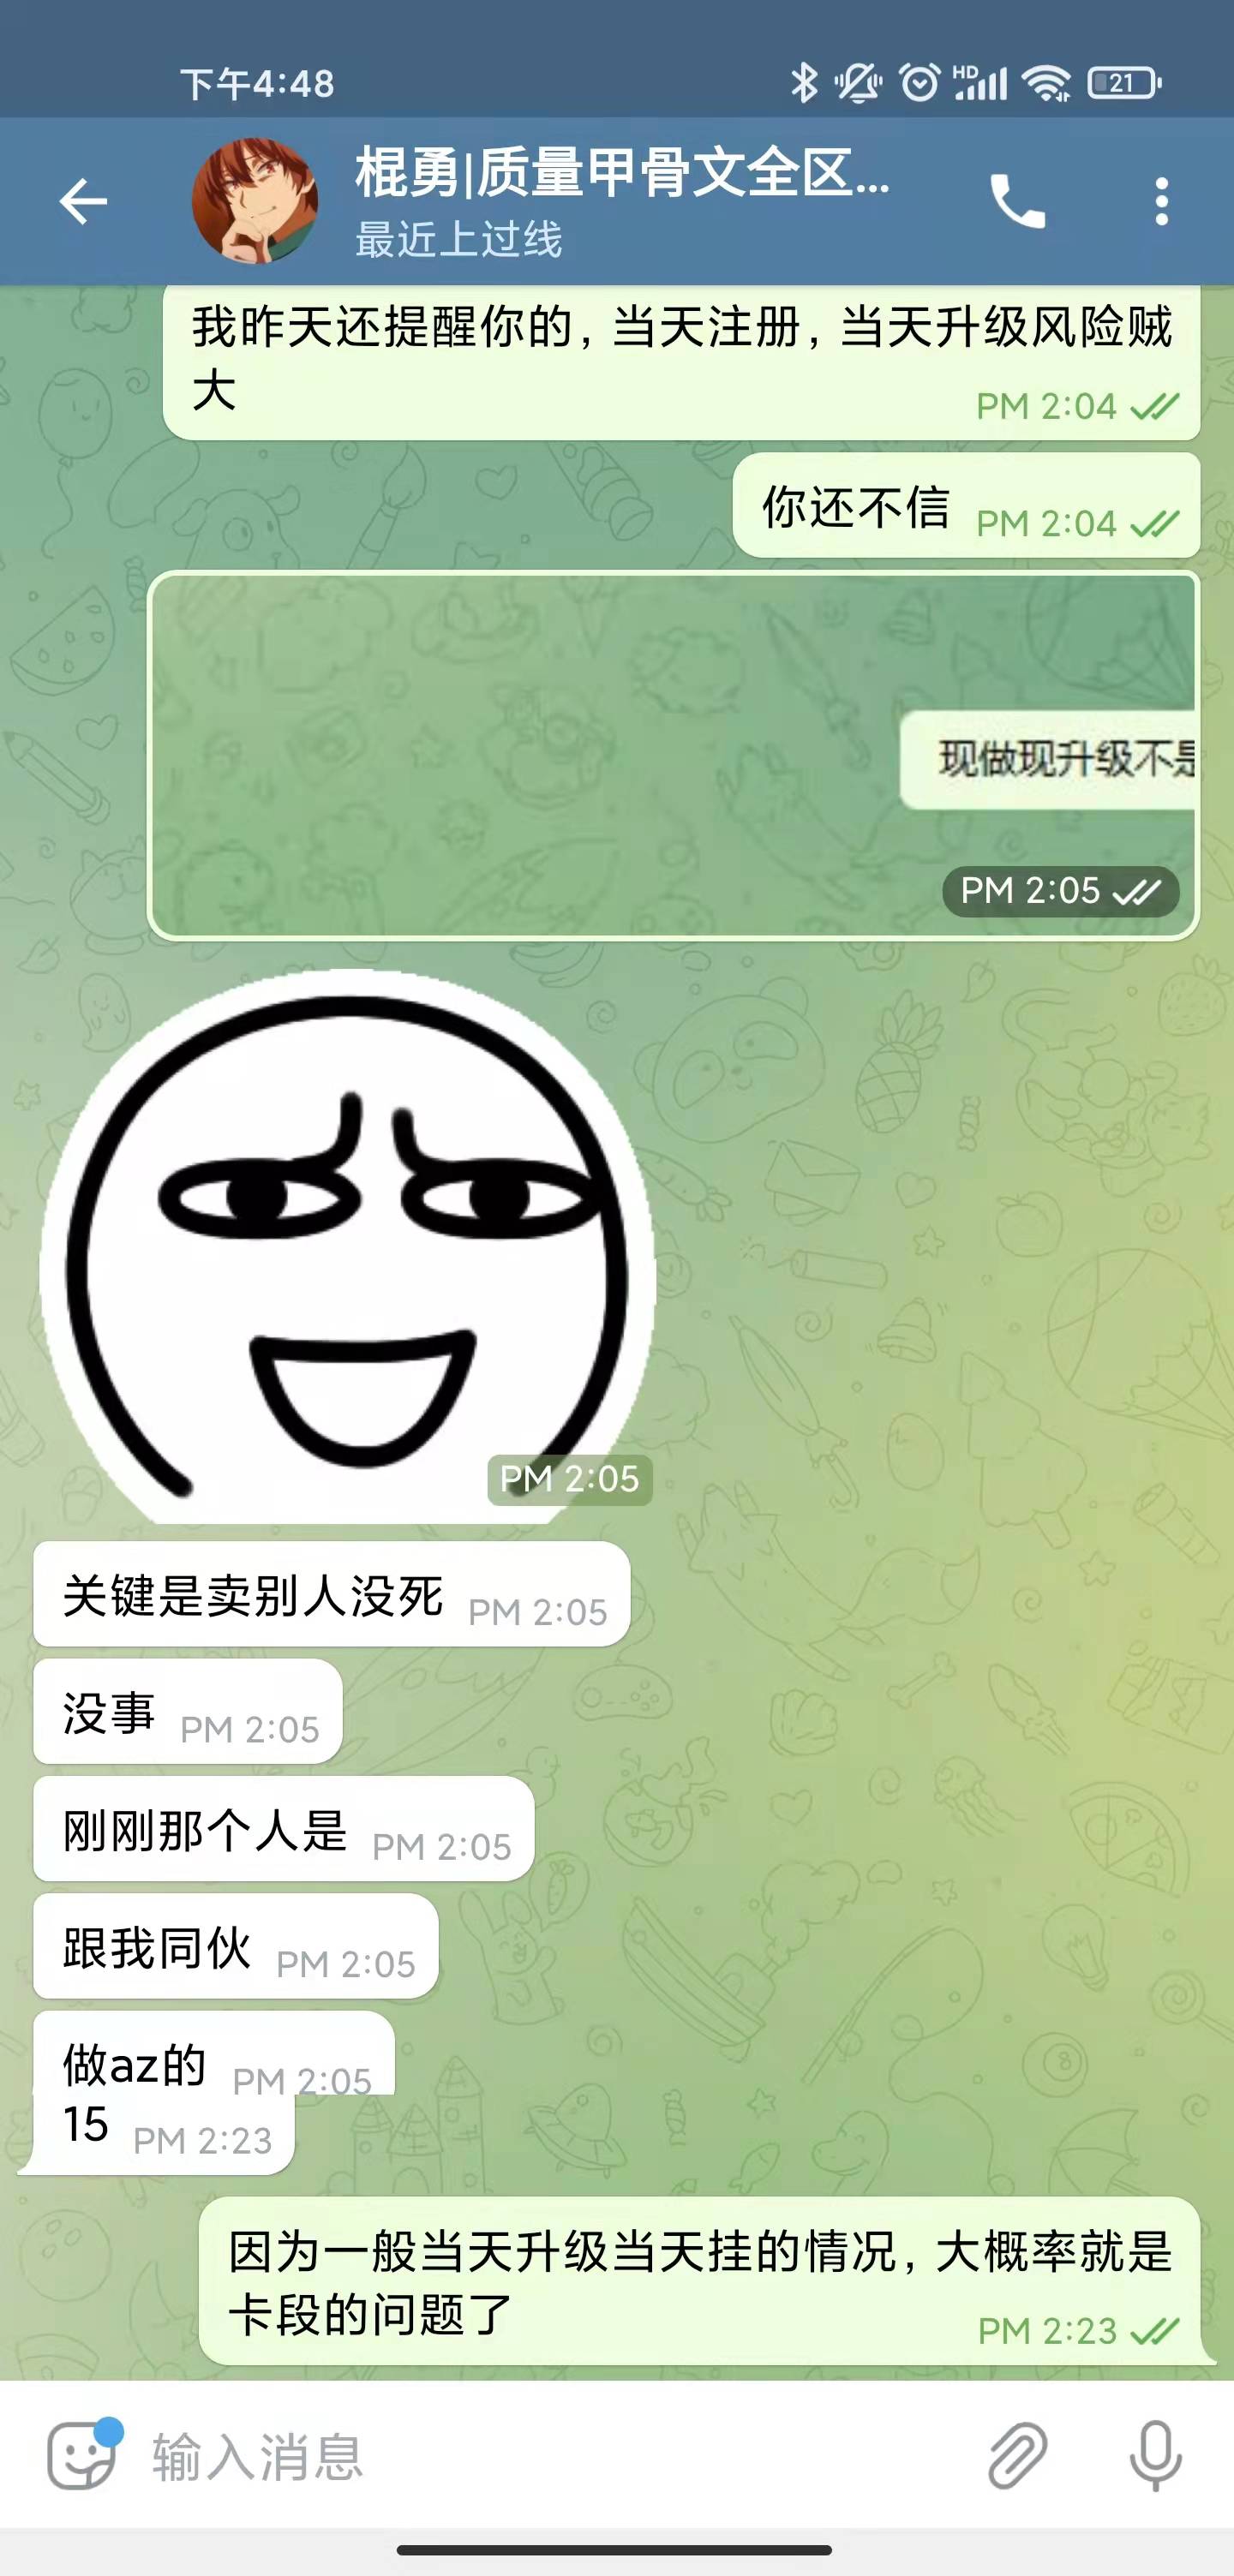 下午4:48
HD
21
棍勇|质量甲骨文全区...
最近上过线
我昨天还提醒你的，当天注册，当天升级风险贼
大
PM 2:04
你还不信 PM 2:04
现做现升级不是
PM 2:05
PM 2:05
关键是卖别人没死 PM 2:05
没事 PM 2:05
刚刚那个人是 PM 2:05
跟我同伙 PM 2:05
做az的 PM 2:05
15 PM 2:23
因为一般当天升级当天挂的情况，大概率就是
卡段的问题了
PM 2:23
输入消息